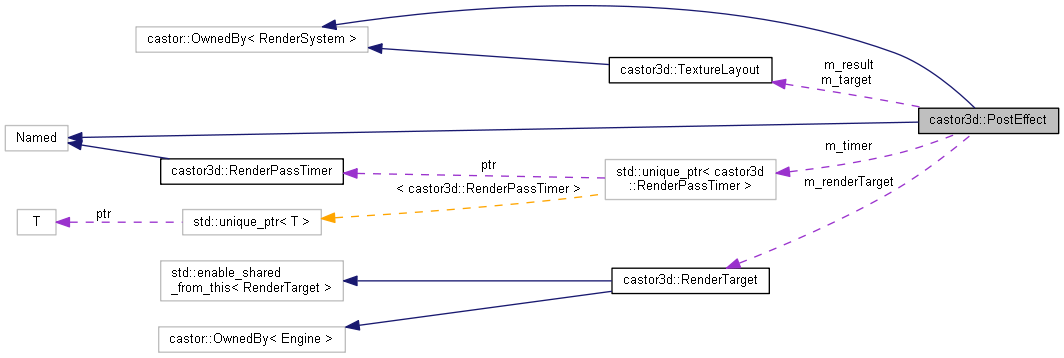 castor::OwnedBy< RenderSystem >
castor3d::TextureLayout
m_result
m_target
castor3d::PostEffect
Named
castor3d::RenderPassTimer
ptr
std::unique_ptr< castor3d
::RenderPassTimer >
m_timer
m_renderTarget
< castor3d::RenderPassTimer >
T
ptr
std::unique_ptr< T >
std::enable_shared
_from_this< RenderTarget >
castor3d::RenderTarget
castor::OwnedBy< Engine >